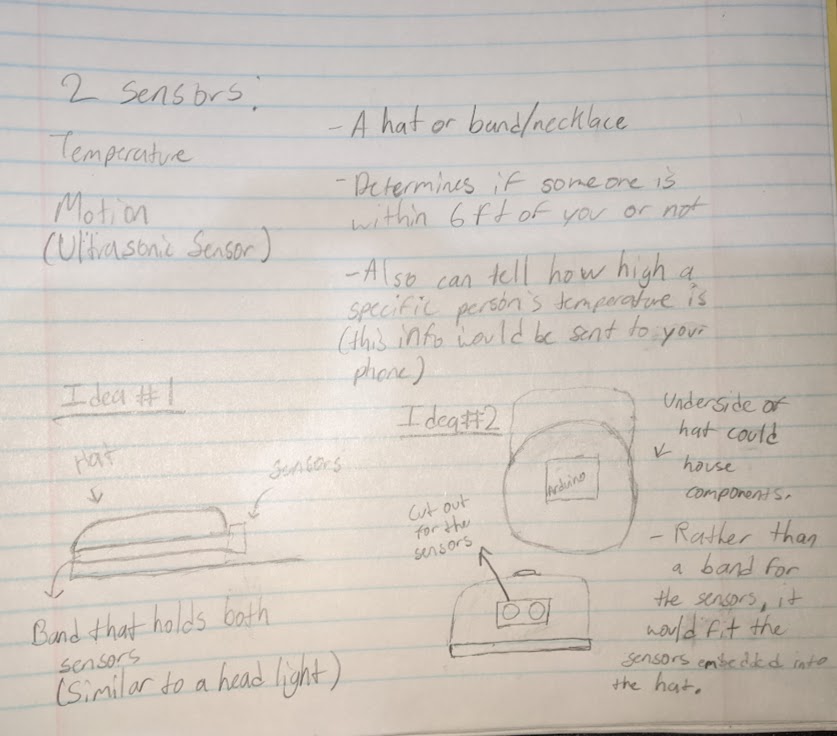 2 Sensors:
Temperature
Motion
(Ultrasonic Sensor)
- A hat or band/necklace
- Determines if someone is
within 6ft of you or not
- Also can tell how high a
specific person's temperature is
(this info would be sent to your
phone)
Idea #1
Hat
Sensors
Band that holds both
sensors
(Similar to a head light)
Idea #2
Arduino
Cut out
for the
sensors
Underside of
hat could
house
components.
- Rather than
a band for
the sensors, it
would fit the
sensors embedded into
the hat.